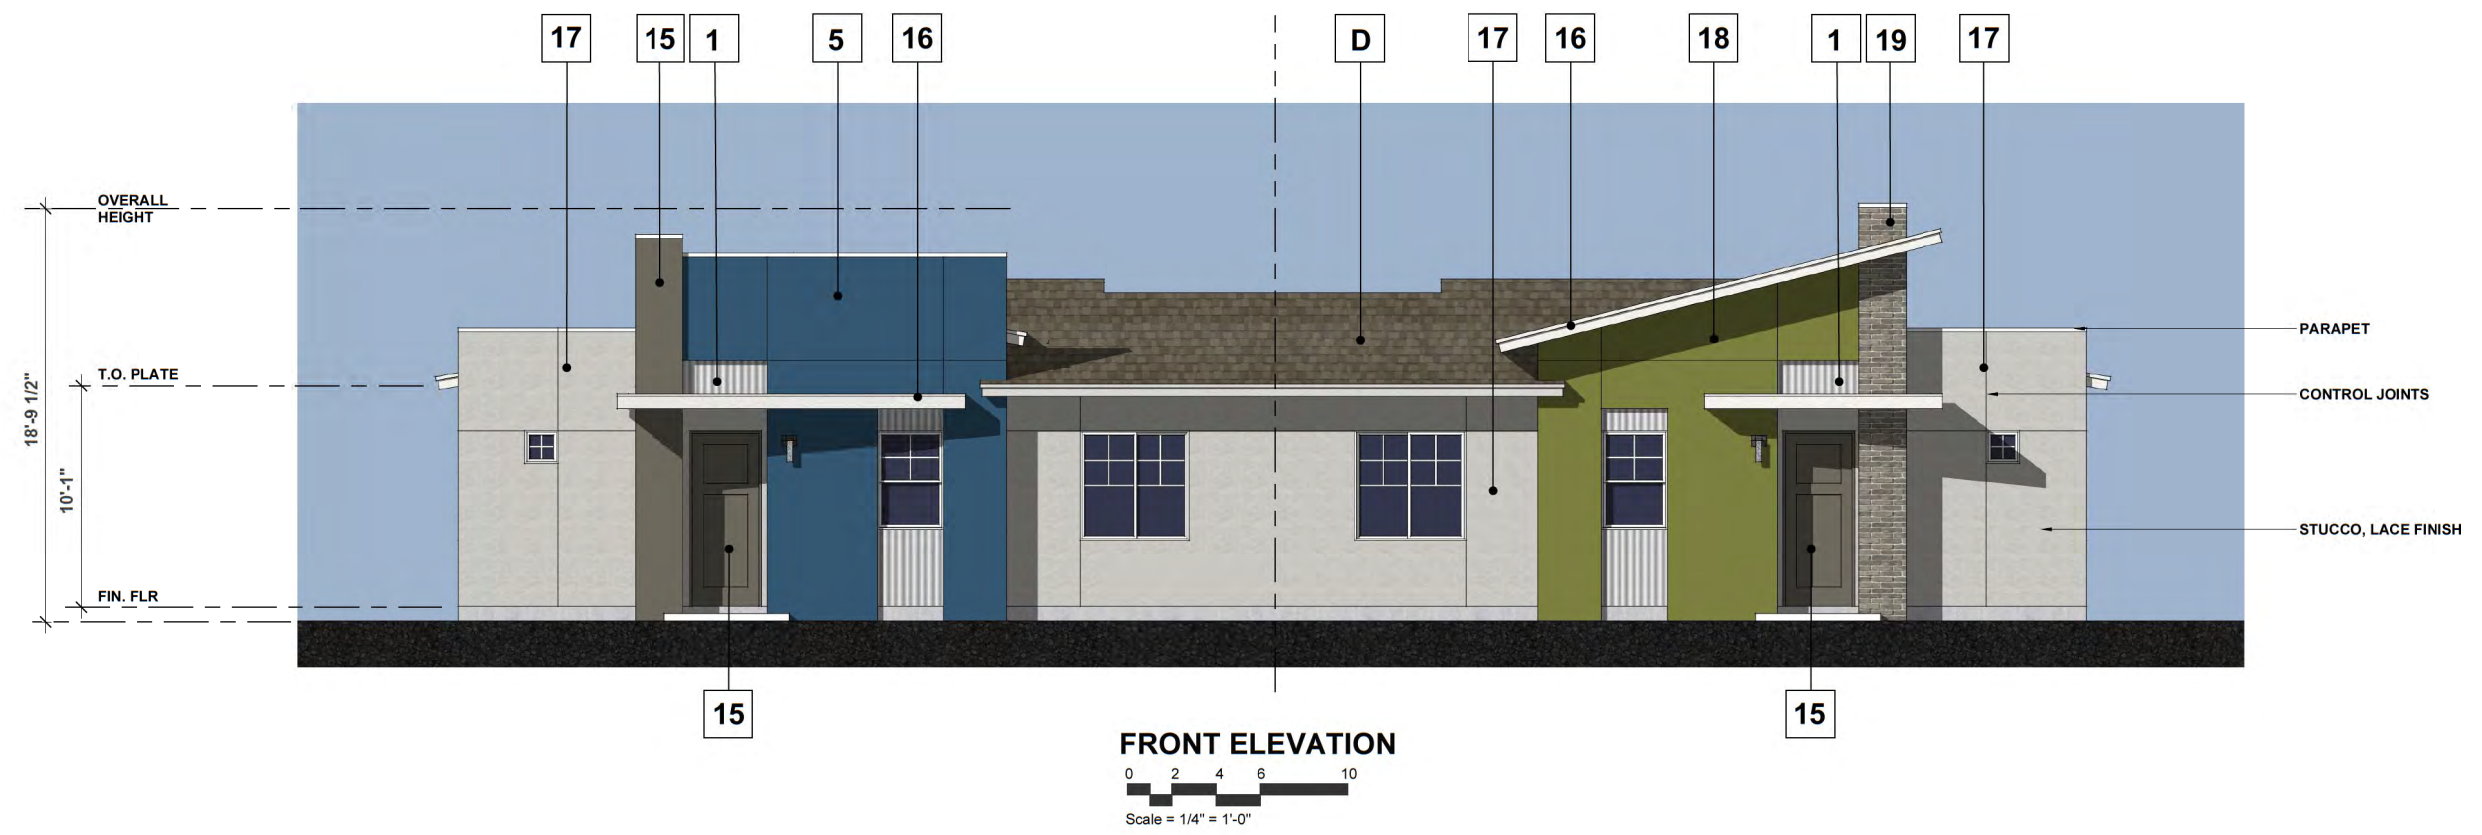 17 15 1 5 16 D 17 16 18 1 19 17
OVERALL
HEIGHT
PARAPET
T.O. PLATE
CONTROL JOINTS
18'-9 1/2"
10'-1"
STUCCO, LACE FINISH
FIN. FLR
15 15
FRONT ELEVATION
0 2 4 6 10
Scale = 1/4" = 1'-0"